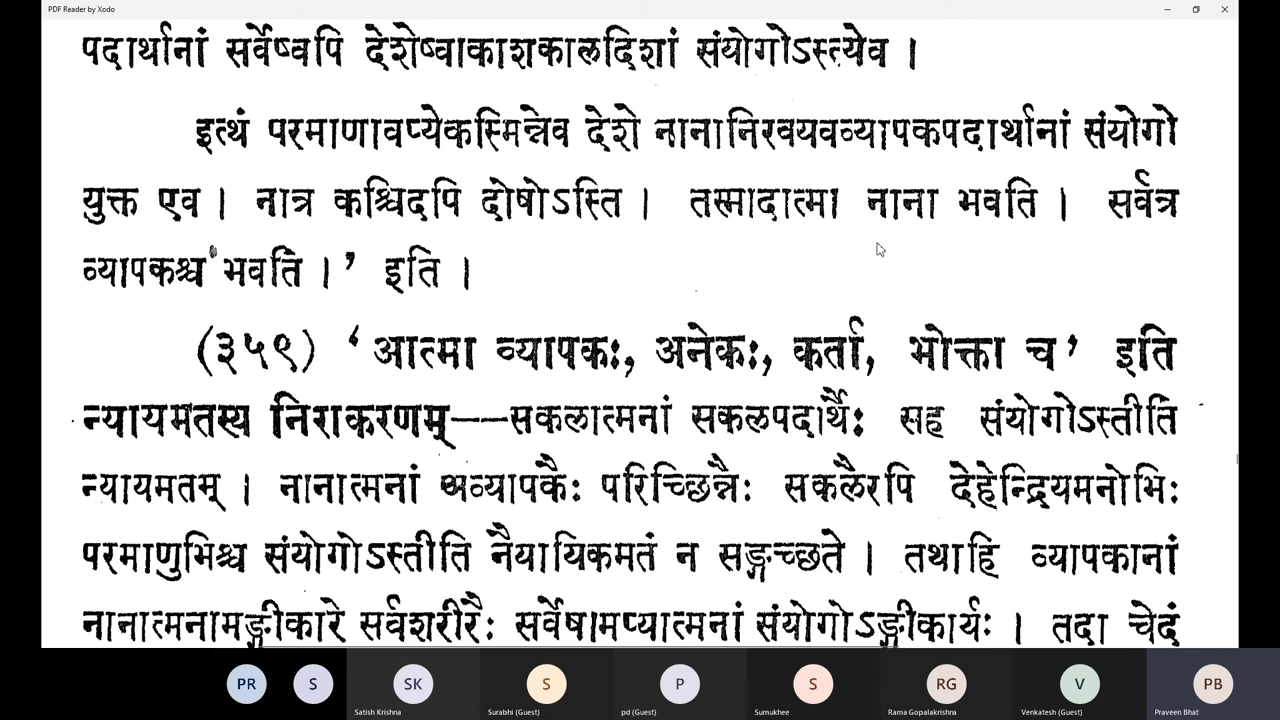 PDF Reader by Xodo
पदार्थानां सर्वेष्वपि देशेष्वाकाशकालदिशां संयोगोऽस्त्येव ।
इत्थं परमाणावप्येकस्मिन्नेव देशे नानानिरवयवव्यापकपदार्थानां संयोगो
युक्त एव । नात्र कश्चिदपि दोषोऽस्ति । तस्मादात्मा नाना भवति । सर्वत्र
व्यापकश्च भवति ।’ इति ।
(३५९) ‘आत्मा व्यापकः, अनेकः, कर्ता, भोक्ता च’ इति
न्यायमतस्य निराकरणम्——सकलात्मनां सकलपदार्थैः सह संयोगोऽस्तीति
न्यायमतम् । नानात्मनां अव्यापकैः परिच्छिन्नैः सकलैरपि देहेन्द्रियमनोभिः
परमाणुभिश्च संयोगोऽस्तीति नैयायिकमतं न सङ्गच्छते । तथाहि व्यापकानां
नानात्मनामङ्गीकारे सर्वशरीरैः सर्वेषामप्यात्मनां संयोगोऽङ्गीकार्यः । तदा चेदं
PR S SK S P S RG V PB
Satish Krishna Surabhi (Guest) pd (Guest) Sumukhee Rama Gopalakrishna Venkatesh (Guest) Praveen Bhat